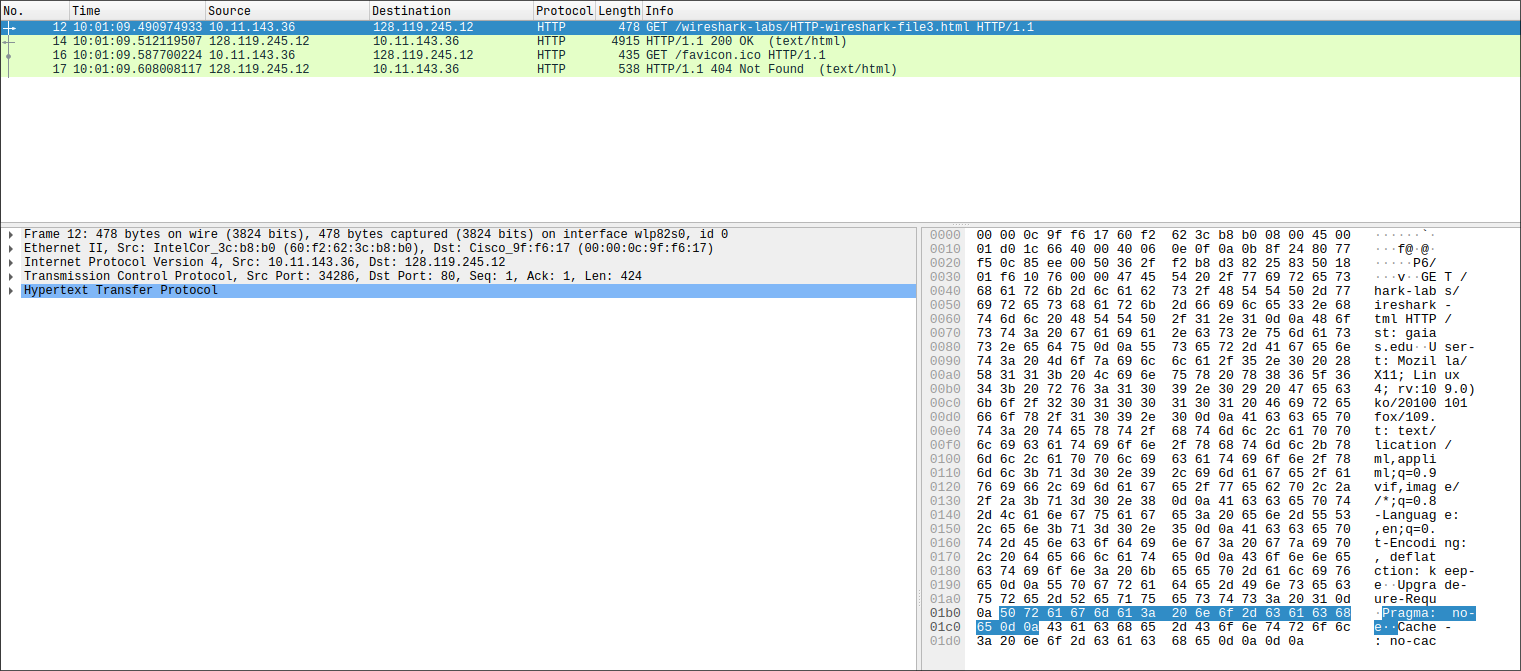 No. Time Source Destination Protocol Length Info
12 10:01:09.490974933 10.11.143.36 128.119.245.12 HTTP 478 GET /wireshark-labs/HTTP-wireshark-file3.html HTTP/1.1
14 10:01:09.512119507 128.119.245.12 10.11.143.36 HTTP 4915 HTTP/1.1 200 OK (text/html)
16 10:01:09.587700224 10.11.143.36 128.119.245.12 HTTP 435 GET /favicon.ico HTTP/1.1
17 10:01:09.608008117 128.119.245.12 10.11.143.36 HTTP 538 HTTP/1.1 404 Not Found (text/html)
Frame 12: 478 bytes on wire (3824 bits), 478 bytes captured (3824 bits) on interface wlp82s0, id 0
Ethernet II, Src: IntelCor_3c:b8:b0 (60:f2:62:3c:b8:b0), Dst: Cisco_9f:f6:17 (00:00:0c:9f:f6:17)
Internet Protocol Version 4, Src: 10.11.143.36, Dst: 128.119.245.12
Transmission Control Protocol, Src Port: 34286, Dst Port: 80, Seq: 1, Ack: 1, Len: 424
Hypertext Transfer Protocol
0000 00 00 0c 9f f6 17 60 f2 62 3c b8 b0 08 00 45 00 ······`·
0010 01 d0 1c 66 40 00 40 06 0e 0f 0a 0b 8f 24 80 77 ···f@·@·
0020 f5 0c 85 ee 00 50 36 2f f2 b8 d3 82 25 83 50 18 ·····P6/
0030 01 f6 10 76 00 00 47 45 54 20 2f 77 69 72 65 73 ···v··GE T /
0040 68 61 72 6b 2d 6c 61 62 73 2f 48 54 54 50 2d 77 hark-lab s/
0050 69 72 65 73 68 61 72 6b 2d 66 69 6c 65 33 2e 68 ireshark -
0060 74 6d 6c 20 48 54 54 50 2f 31 2e 31 0d 0a 48 6f tml HTTP /
0070 73 74 3a 20 67 61 69 61 2e 63 73 2e 75 6d 61 73 st: gaia
0080 73 2e 65 64 75 0d 0a 55 73 65 72 2d 41 67 65 6e s.edu··U ser-
0090 74 3a 20 4d 6f 7a 69 6c 6c 61 2f 35 2e 30 20 28 t: Mozil la/
00a0 58 31 31 3b 20 4c 69 6e 75 78 20 78 38 36 5f 36 X11; Lin ux
00b0 34 3b 20 72 76 3a 31 30 39 2e 30 29 20 47 65 63 4; rv:10 9.0)
00c0 6b 6f 2f 32 30 31 30 30 31 30 31 20 46 69 72 65 ko/20100 101
00d0 66 6f 78 2f 31 30 39 2e 30 0d 0a 41 63 63 65 70 fox/109.
00e0 74 3a 20 74 65 78 74 2f 68 74 6d 6c 2c 61 70 70 t: text/
00f0 6c 69 63 61 74 69 6f 6e 2f 78 68 74 6d 6c 2b 78 lication /
0100 6d 6c 2c 61 70 70 6c 69 63 61 74 69 6f 6e 2f 78 ml,appli
0110 6d 6c 3b 71 3d 30 2e 39 2c 69 6d 61 67 65 2f 61 ml;q=0.9
0120 76 69 66 2c 69 6d 61 67 65 2f 77 65 62 70 2c 2a vif,imag e/
0130 2f 2a 3b 71 3d 30 2e 38 0d 0a 41 63 63 65 70 74 /*;q=0.8
0140 2d 4c 61 6e 67 75 61 67 65 3a 20 65 6e 2d 55 53 -Languag e:
0150 2c 65 6e 3b 71 3d 30 2e 35 0d 0a 41 63 63 65 70 ,en;q=0.
0160 74 2d 45 6e 63 6f 64 69 6e 67 3a 20 67 7a 69 70 t-Encodi ng:
0170 2c 20 64 65 66 6c 61 74 65 0d 0a 43 6f 6e 6e 65 , deflat
0180 63 74 69 6f 6e 3a 20 6b 65 65 70 2d 61 6c 69 76 ction: k eep-
0190 65 0d 0a 55 70 67 72 61 64 65 2d 49 6e 73 65 63 e··Upgra de-
01a0 75 72 65 2d 52 65 71 75 65 73 74 73 3a 20 31 0d ure-Requ
01b0 0a 50 72 61 67 6d 61 3a 20 6e 6f 2d 63 61 63 68 ·Pragma: no-
01c0 65 0d 0a 43 61 63 68 65 2d 43 6f 6e 74 72 6f 6c e··Cache -
01d0 3a 20 6e 6f 2d 63 61 63 68 65 0d 0a 0d 0a : no-cac